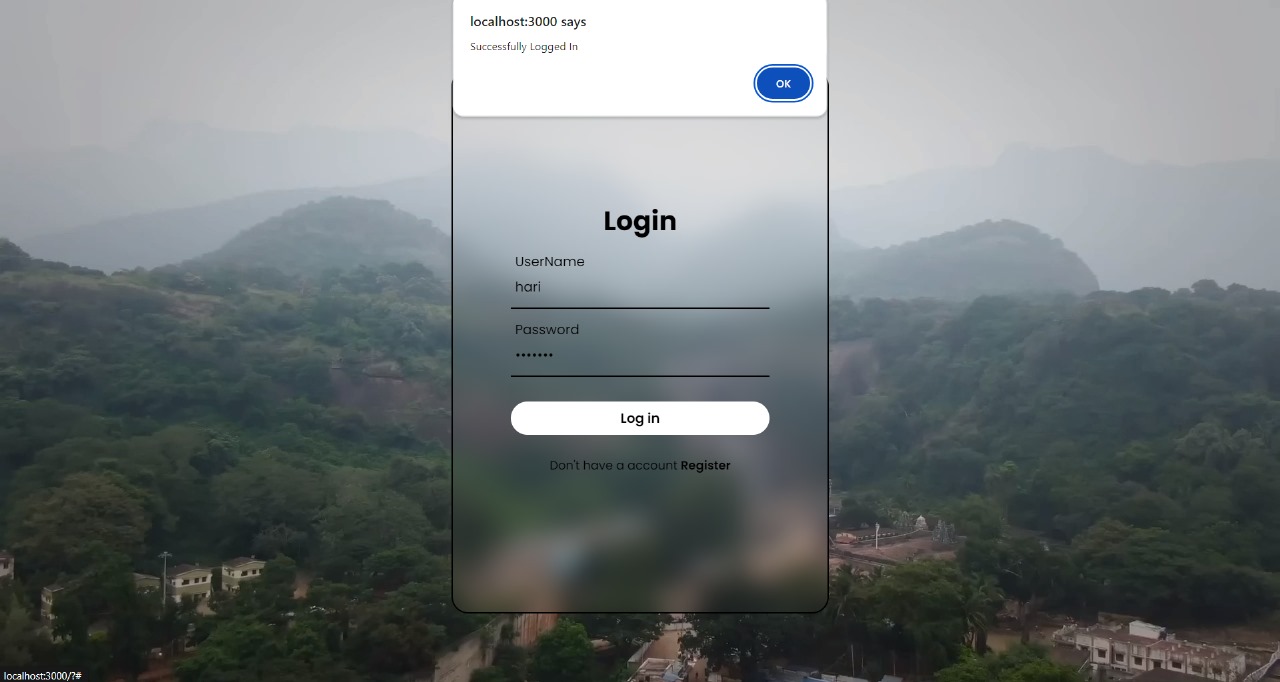 localhost:3000 says
Successfully Logged In
OK
Login
UserName
hari
Password
•••••••
Log in
Don't have a account Register
localhost:3000/?#